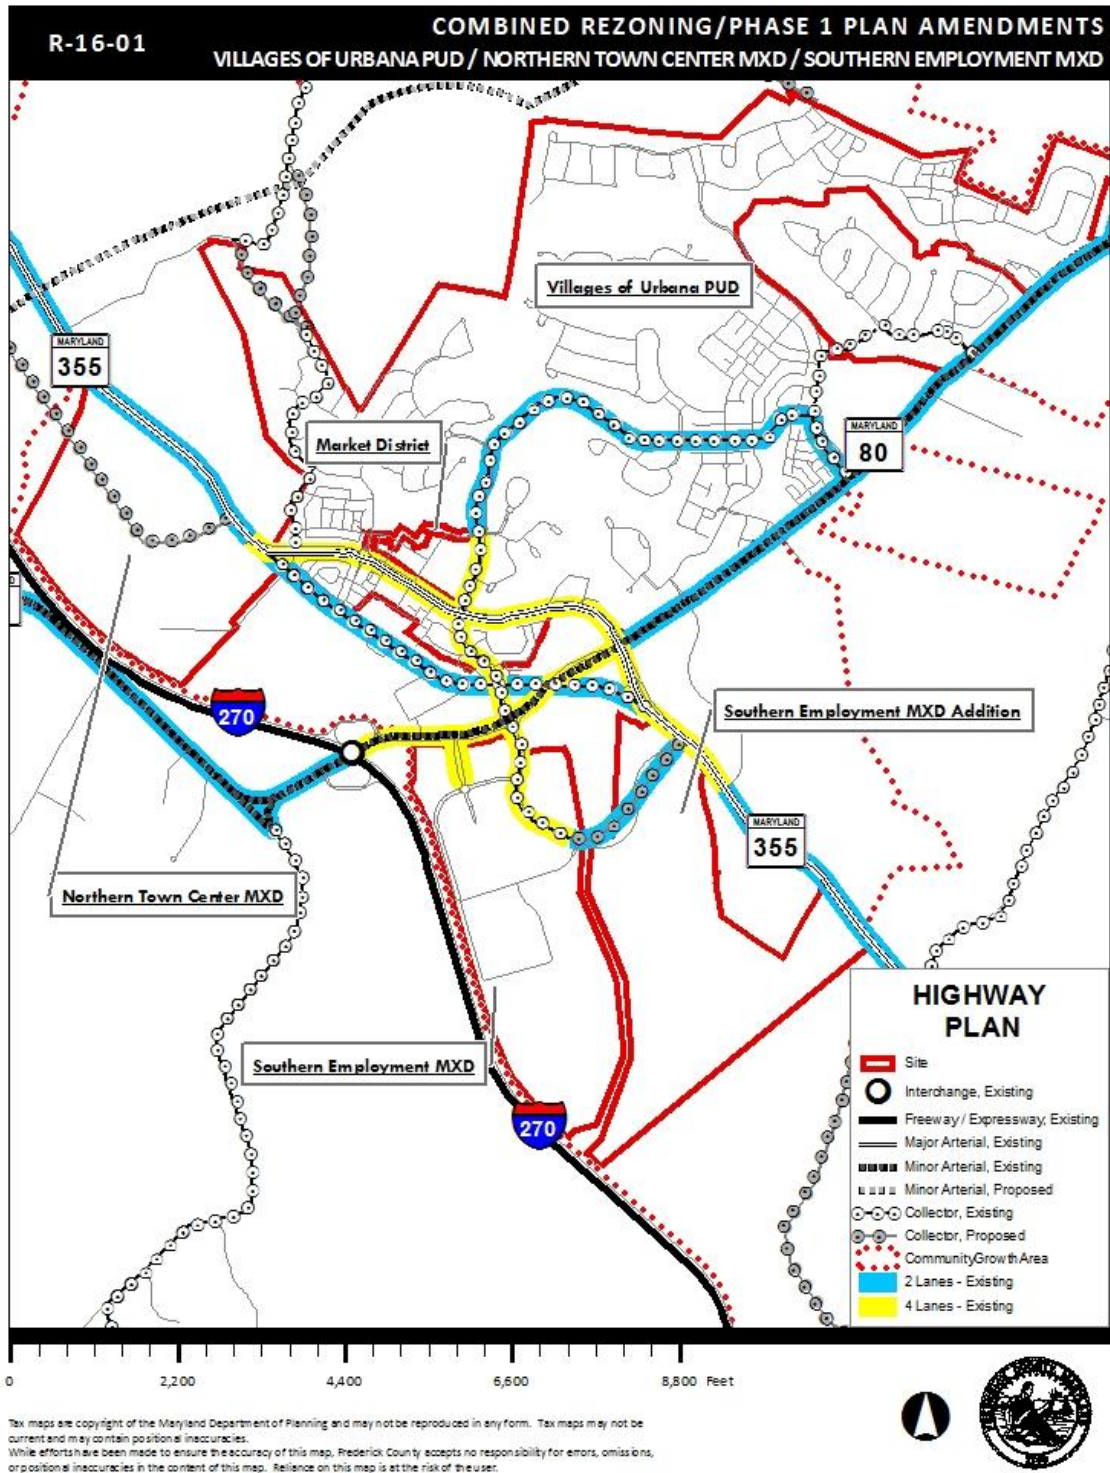 R-16-01
COMBINED REZONING/PHASE 1 PLAN AMENDMENTS
VILLAGES OF URBANA PUD / NORTHERN TOWN CENTER MXD / SOUTHERN EMPLOYMENT MXD
Villages of Urbana PUD
MARYLAND
355
Market District
MARYLAND
80
270
Southern Employment MXD Addition
MARYLAND
355
Northern Town Center MXD
Southern Employment MXD
270
HIGHWAY
PLAN
Site
Interchange, Existing
Freeway / Expressway, Existing
Major Arterial, Existing
Minor Arterial, Existing
Minor Arterial, Proposed
Collector, Existing
Collector, Proposed
Community Growth Area
2 Lanes - Existing
4 Lanes - Existing
0 2,200 4,400 6,600 8,800 Feet
Tax maps are copyright of the Maryland Department of Planning and may not be reproduced in any form. Tax maps may not be
current and may contain positional inaccuracies.
While efforts have been made to ensure the accuracy of this map, Frederick County accepts no responsibility for errors, omissions,
or positional inaccuracies in the content of this map. Reliance on this map is at the risk of the user.